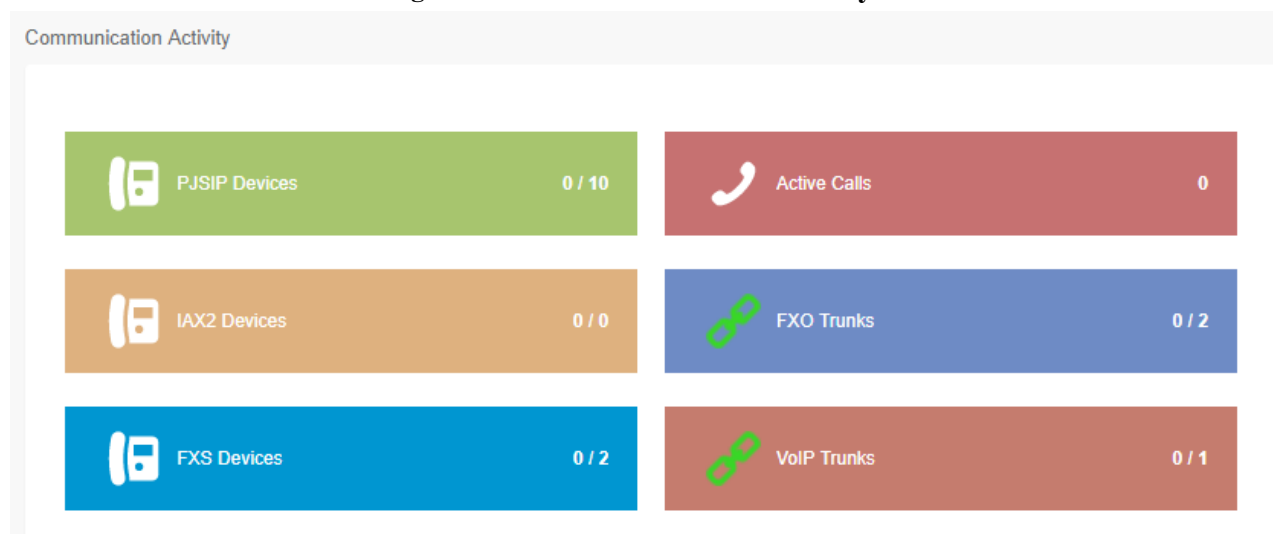 Communication Activity
PJSIP Devices 0 / 10
Active Calls 0
IAX2 Devices 0 / 0
FXO Trunks 0 / 2
FXS Devices 0 / 2
VoIP Trunks 0 / 1